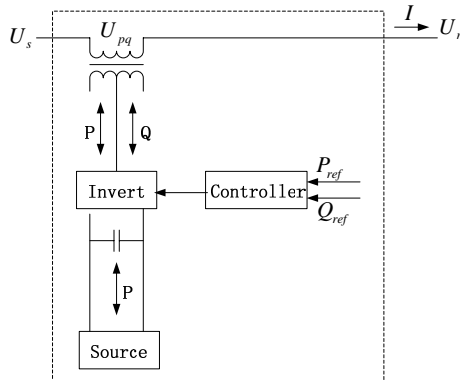 I
U_s
U_pq
U_r
P
Q
P_ref
Invert
Controller
Q_ref
P
Source